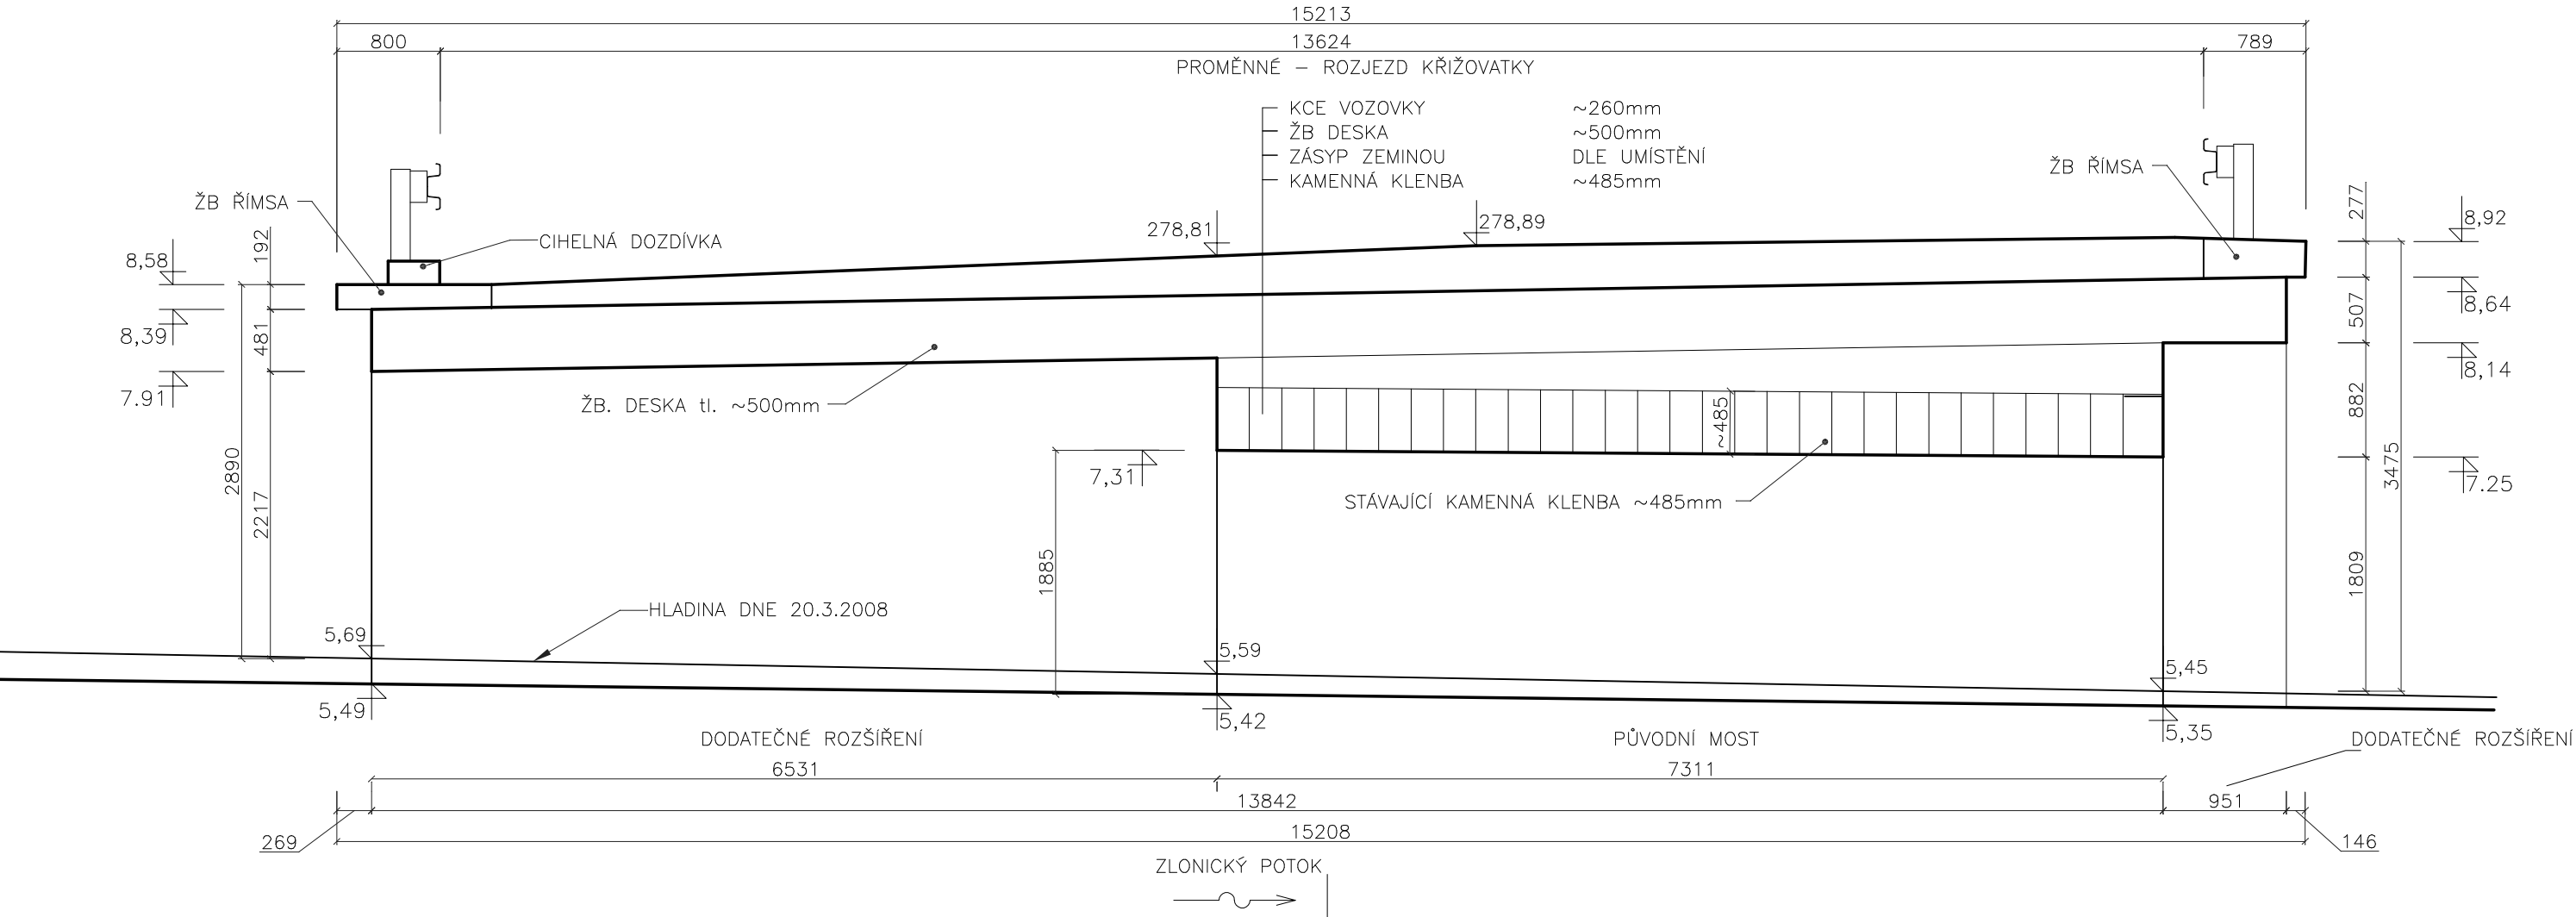 15213
800
13624
789
PROMĚNNÉ – ROZJEZD KŘIŽOVATKY
KCE VOZOVKY ~260mm
ŽB DESKA ~500mm
ZÁSYP ZEMINOU DLE UMÍSTĚNÍ
KAMENNÁ KLENBA ~485mm
ŽB ŘÍMSA
ŽB ŘÍMSA
CIHELNÁ DOZDÍVKA
278,81
278,89
8,58
8,39
7.91
192
481
2890
2217
277
507
882
3475
1809
8,92
8,64
8,14
7.25
ŽB. DESKA tl. ~500mm
~485
7,31
STÁVAJÍCÍ KAMENNÁ KLENBA ~485mm
1885
HLADINA DNE 20.3.2008
5,69
5,59
5,45
5,49
5,42
5,35
DODATEČNÉ ROZŠÍŘENÍ
PŮVODNÍ MOST
DODATEČNÉ ROZŠÍŘENÍ
6531
7311
13842
951
269
15208
146
ZLONICKÝ POTOK